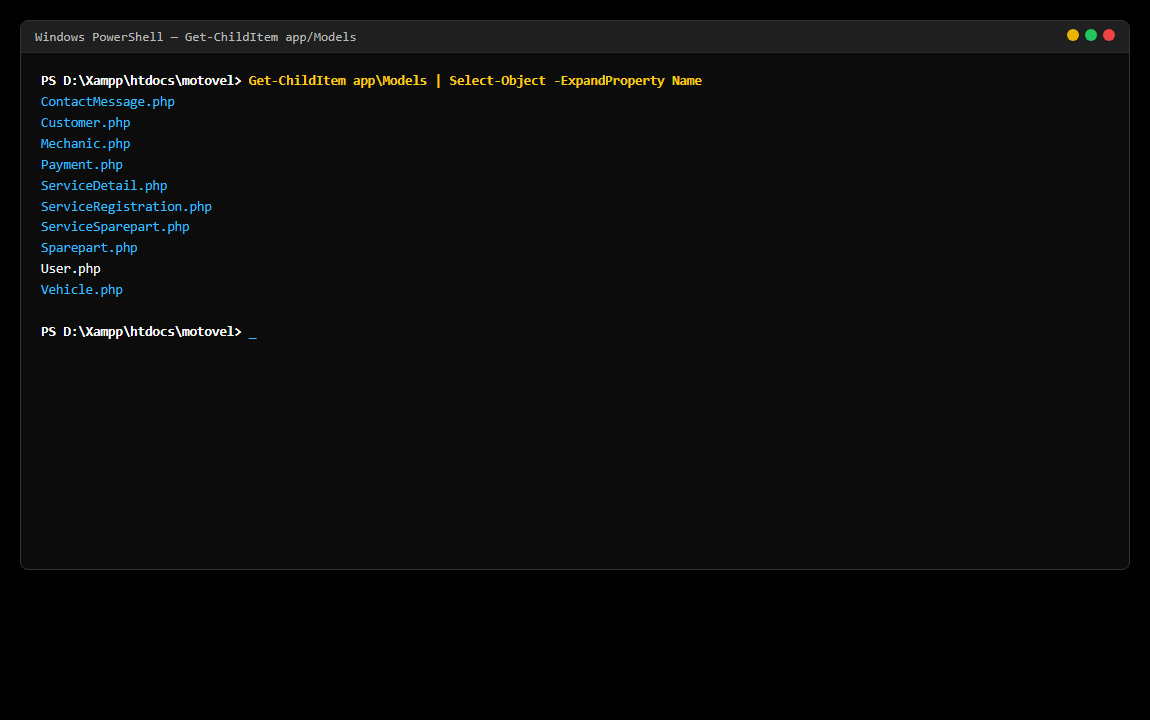 Windows PowerShell — Get-ChildItem app/Models
PS D:\Xampp\htdocs\motovel> Get-ChildItem app\Models | Select-Object -ExpandProperty Name
ContactMessage.php
Customer.php
Mechanic.php
Payment.php
ServiceDetail.php
ServiceRegistration.php
ServiceSparepart.php
Sparepart.php
User.php
Vehicle.php
PS D:\Xampp\htdocs\motovel> _